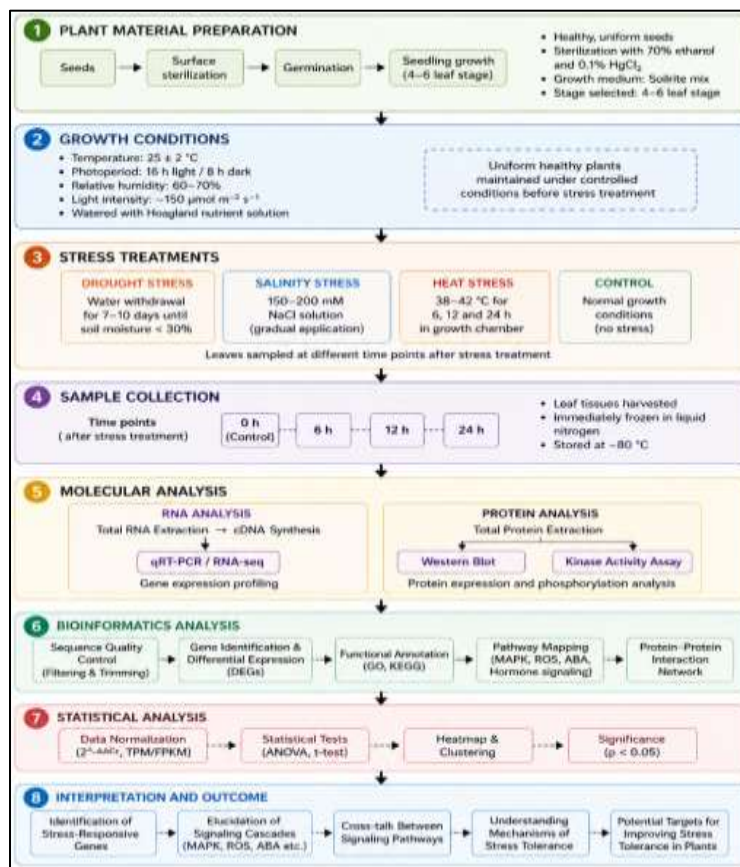 1 PLANT MATERIAL PREPARATION
Seeds
Surface
sterilization
Germination
Seedling growth
(4–6 leaf stage)
• Healthy, uniform seeds
• Sterilization with 70% ethanol
and 0.1% HgCl₂
• Growth medium: Soilrite mix
• Stage selected: 4–6 leaf stage
2 GROWTH CONDITIONS
• Temperature: 25 ± 2 °C
• Photoperiod: 16 h light / 8 h dark
• Relative humidity: 60–70%
• Light intensity: ~150 μmol m⁻² s⁻¹
• Watered with Hoagland nutrient solution
Uniform healthy plants
maintained under controlled
conditions before stress treatment
3 STRESS TREATMENTS
DROUGHT STRESS
Water withdrawal
for 7–10 days until
soil moisture < 30%
SALINITY STRESS
150–200 mM
NaCl solution
(gradual application)
HEAT STRESS
38–42 °C for
6, 12 and 24 h
in growth chamber
CONTROL
Normal growth
conditions
(no stress)
Leaves sampled at different time points after stress treatment
4 SAMPLE COLLECTION
Time points
(after stress treatment)
0 h
(Control)
6 h
12 h
24 h
• Leaf tissues harvested
• Immediately frozen in liquid
nitrogen
• Stored at −80 °C
5 MOLECULAR ANALYSIS
RNA ANALYSIS
Total RNA Extraction → cDNA Synthesis
qRT-PCR / RNA-seq
Gene expression profiling
PROTEIN ANALYSIS
Total Protein Extraction
Western Blot
Kinase Activity Assay
Protein expression and phosphorylation analysis
6 BIOINFORMATICS ANALYSIS
Sequence Quality
Control
(Filtering & Trimming)
Gene Identification &
Differential Expression
(DEGs)
Functional Annotation
(GO, KEGG)
Pathway Mapping
(MAPK, ROS, ABA,
Hormone signaling)
Protein–Protein
Interaction
Network
7 STATISTICAL ANALYSIS
Data Normalization
TPM/FPKM)
Statistical Tests
(ANOVA, t-test)
Heatmap &
Clustering
Significance
(p < 0.05)
8 INTERPRETATION AND OUTCOME
Identification of
Stress-Responsive
Genes
Elucidation of
Signaling Cascades
(MAPK, ROS, ABA etc.)
Cross-talk Between
Signaling Pathways
Understanding
Mechanisms of
Stress Tolerance
Potential Targets for
Improving Stress
Tolerance in Plants